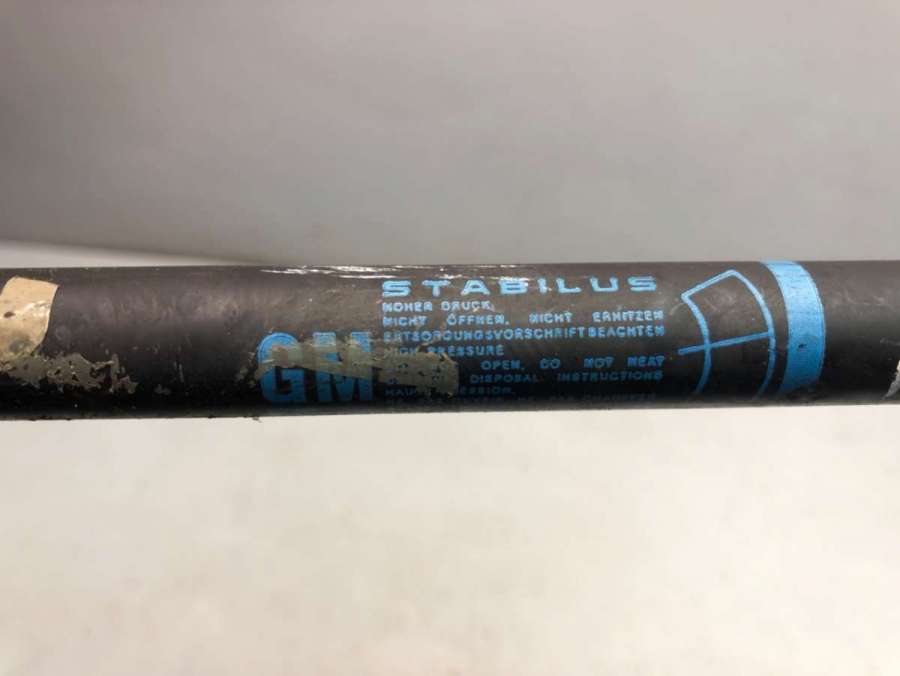 STABILUS
HOHER DRUCK,
NICHT ÖFFNEN, NICHT ERHITZEN
ENTSORGUNGSVORSCHRIFT BEACHTEN
HIGH PRESSURE
OPEN, DO NOT HEAT
DISPOSAL INSTRUCTIONS
GM